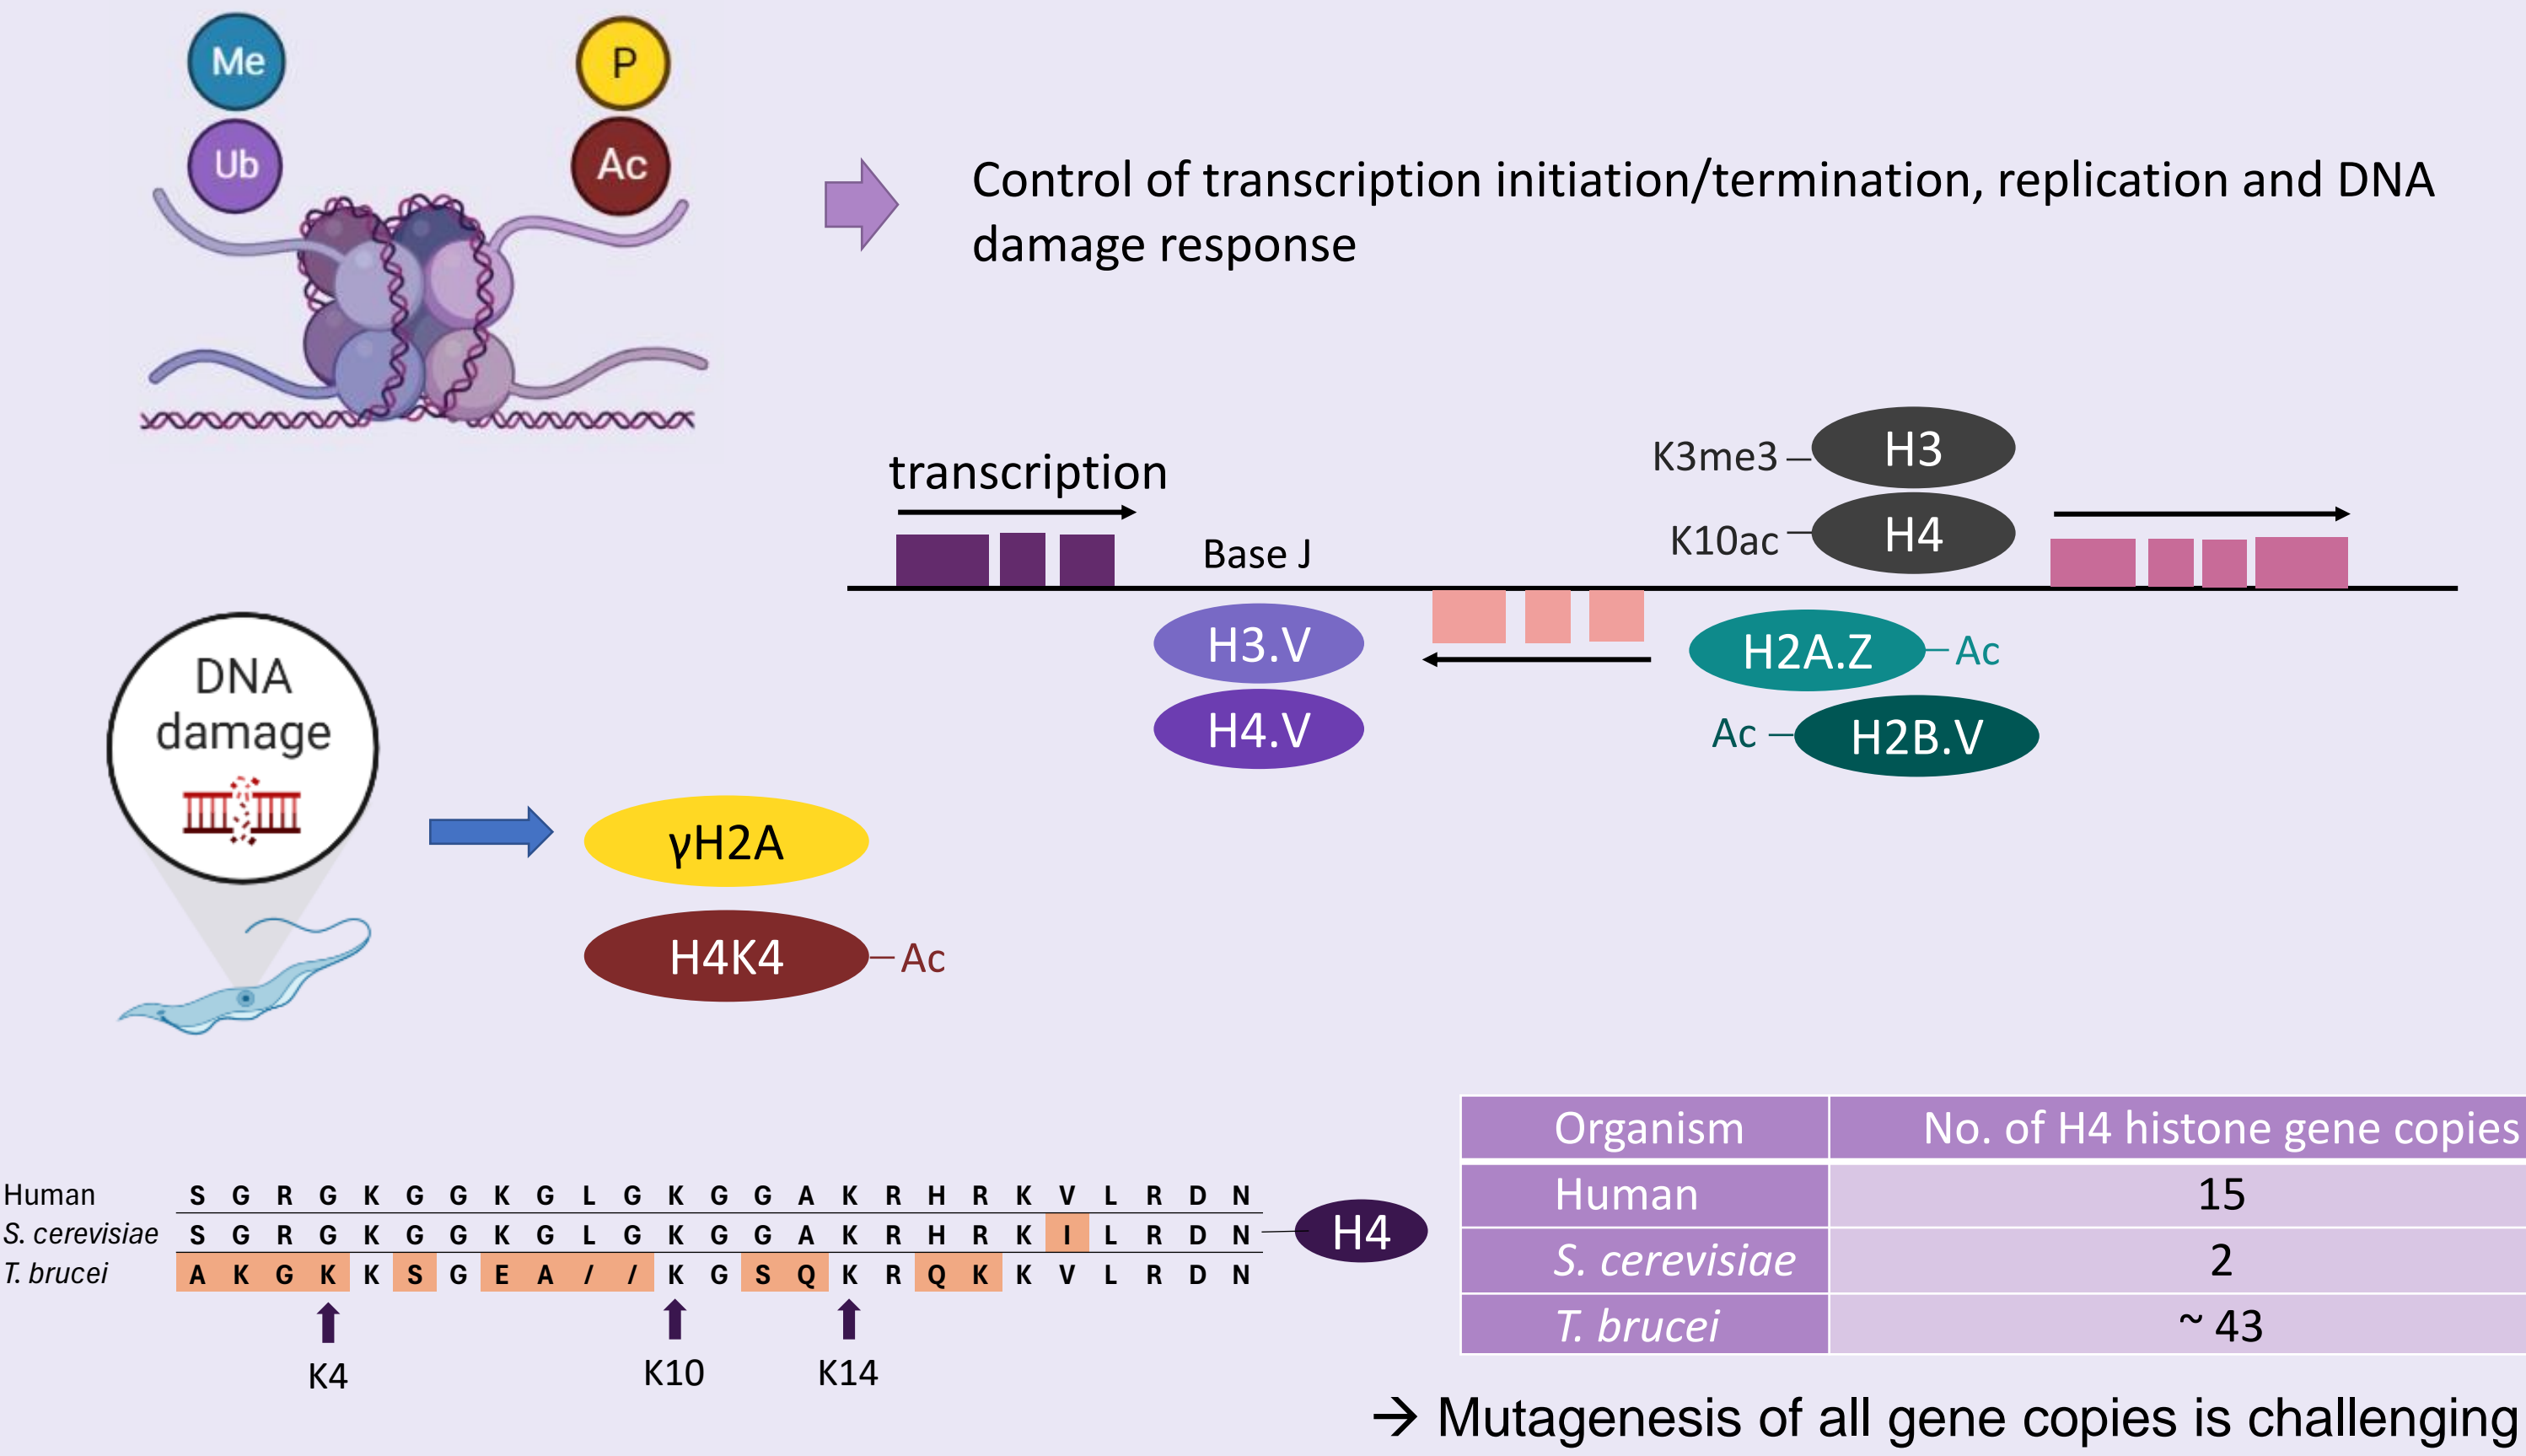 Me
P
Ub
Ac
Control of transcription initiation/termination, replication and DNA
damage response
transcription
Base J
K3me3
H3
K10ac
H4
H3.V
H4.V
H2A.Z
Ac
Ac
H2B.V
DNA
damage
γH2A
H4K4
Ac
Human S G R G K G G K G L G K G G A K R H R K V L R D N
S. cerevisiae S G R G K G G K G L G K G G A K R H R K I L R D N
T. brucei A K G K K S G E A / / K G S Q K R Q K K V L R D N
H4
K4 K10 K14
Organism No. of H4 histone gene copies
Human 15
S. cerevisiae 2
T. brucei ~ 43
→ Mutagenesis of all gene copies is challenging